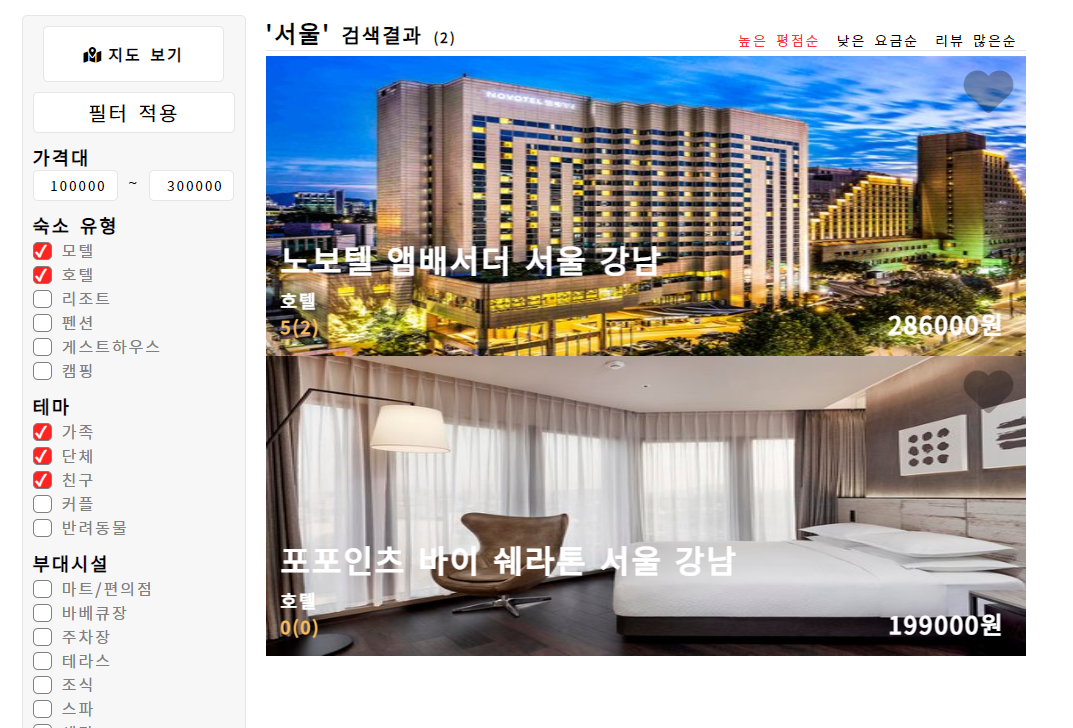 지도 보기
필터 적용
가격대
100000 ~ 300000
숙소 유형
모텔
호텔
리조트
펜션
게스트하우스
캠핑
테마
가족
단체
친구
커플
반려동물
부대시설
마트/편의점
바베큐장
주차장
테라스
조식
스파
'서울' 검색결과 (2)
높은 평점순 낮은 요금순 리뷰 많은순
NOVOTEL
노보텔 앰배서더 서울 강남
호텔
5(2)
286000원
포포인츠 바이 쉐라톤 서울 강남
호텔
0(0)
199000원